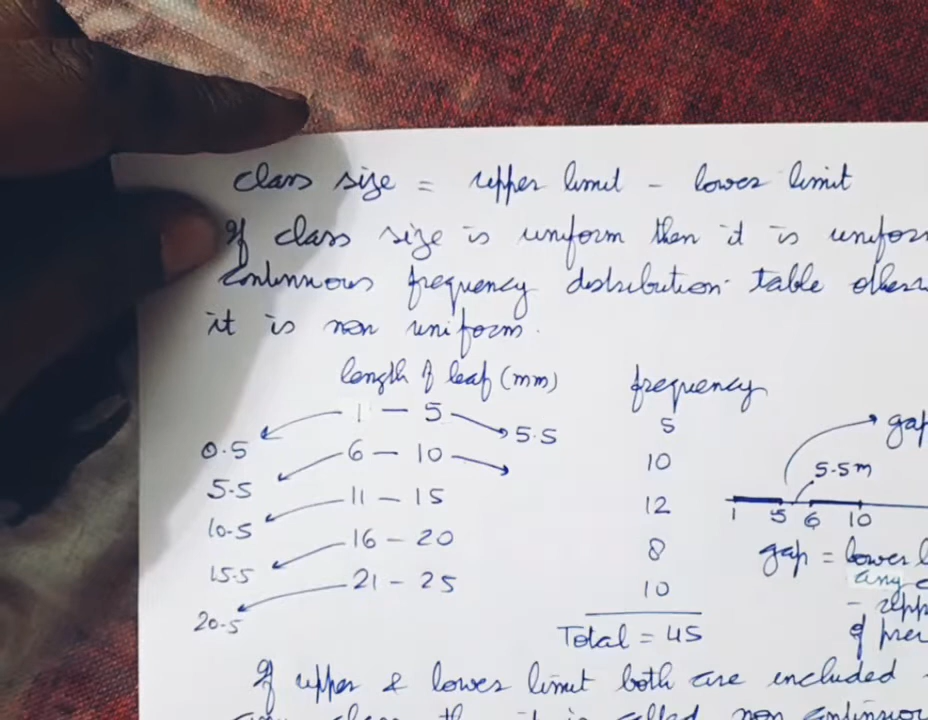 class size = upper limit - lower limit
If class size is uniform then it is
continuous frequency distribution table
it is non uniform.
length of leaf (mm) frequency
1 - 5 5
0.5 5.5
6 - 10 10
5.5
11 - 15 12
10.5
16 - 20 8
15.5
21 - 25 10
20.5
Total = 45
gap
5.5m
1 5 6 10
gap = lower
any
-
of
If upper & lower limit both are included